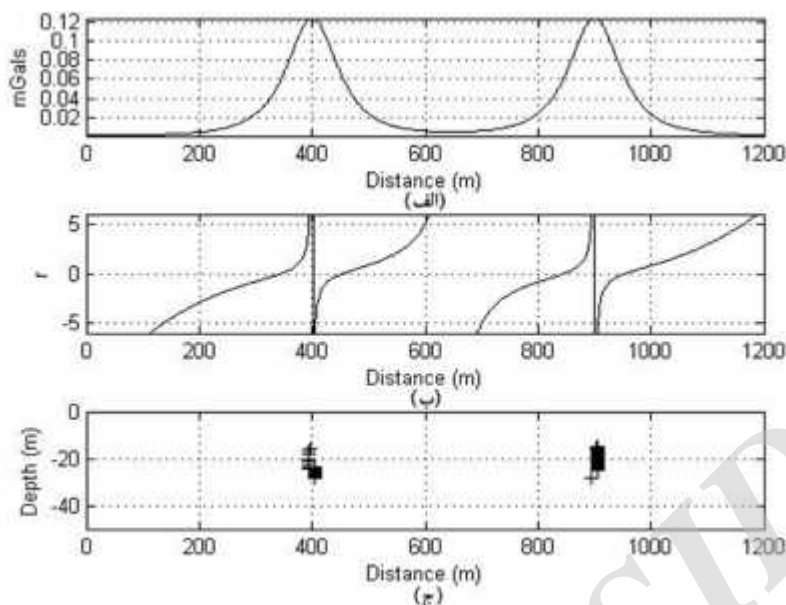 mGals
0.12
0.1
0.08
0.06
0.04
0.02
0 200 400 600 800 1000 1200
Distance (m)
(الف)
r
5
0
-5
0 200 400 600 800 1000 1200
Distance (m)
(ب)
Depth (m)
0
-20
-40
0 200 400 600 800 1000 1200
Distance (m)
(ج)
SID